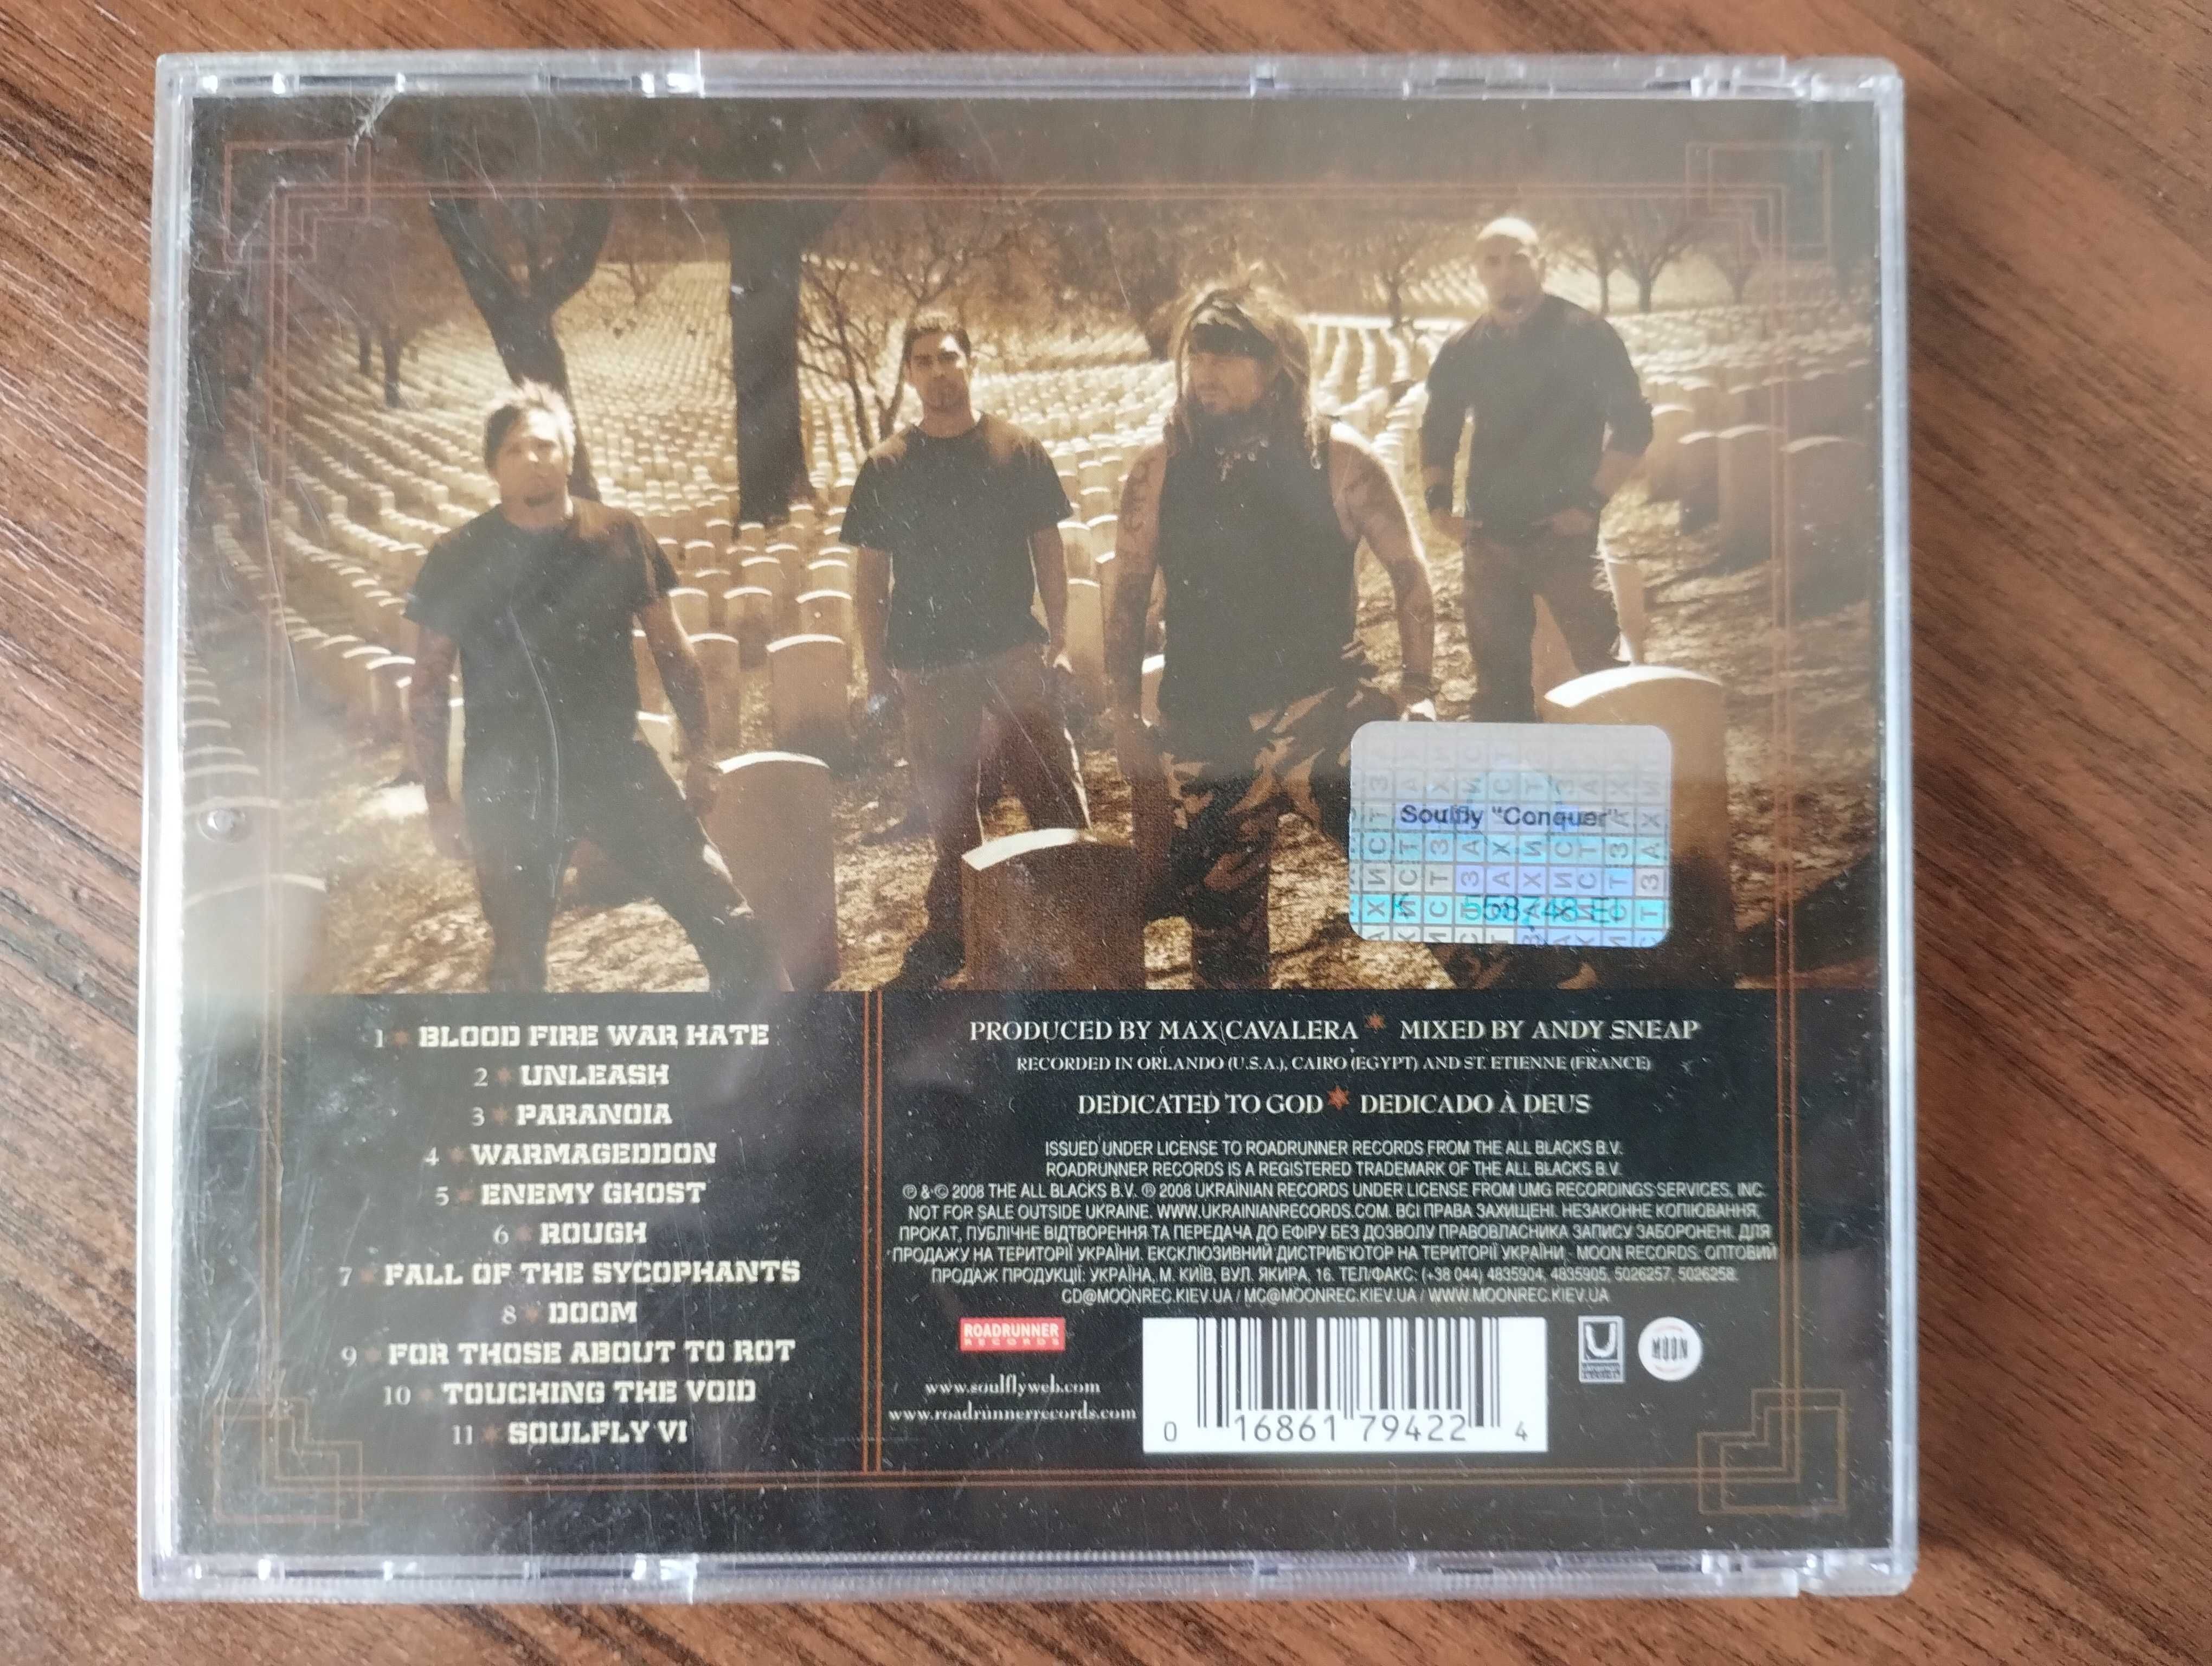 Soulfly "Conquer"
1 * BLOOD FIRE WAR HATE
2 * UNLEASH
3 * PARANOIA
4 * WARMAGEDDON
5 * ENEMY GHOST
6 * ROUGH
7 * FALL OF THE SYCOPHANTS
8 * DOOM
9 * FOR THOSE ABOUT TO ROT
10 * TOUCHING THE VOID
11 * SOULFLY VI
PRODUCED BY MAX CAVALERA * MIXED BY ANDY SNEAP
RECORDED IN ORLANDO (U.S.A.), CAIRO (EGYPT) AND ST. ETIENNE (FRANCE)
DEDICATED TO GOD * DEDICADO À DEUS
ISSUED UNDER LICENSE TO ROADRUNNER RECORDS FROM THE ALL BLACKS B.V.
ROADRUNNER RECORDS IS A REGISTERED TRADEMARK OF THE ALL BLACKS B.V.
℗ & © 2008 THE ALL BLACKS B.V. ℗ 2008 UKRAINIAN RECORDS UNDER LICENSE FROM UMG RECORDINGS SERVICES, INC.
NOT FOR SALE OUTSIDE UKRAINE. WWW.UKRAINIANRECORDS.COM. ВСІ ПРАВА ЗАХИЩЕНІ. НЕЗАКОННЕ КОПІЮВАННЯ,
ПРОКАТ, ПУБЛІЧНЕ ВІДТВОРЕННЯ ТА ПЕРЕДАЧА ДО ЕФІРУ БЕЗ ДОЗВОЛУ ПРАВОВЛАСНИКА ЗАПИСУ ЗАБОРОНЕНІ. ДЛЯ
ПРОДАЖУ НА ТЕРИТОРІЇ УКРАЇНИ. ЕКСКЛЮЗИВНИЙ ДИСТРИБ'ЮТОР НА ТЕРИТОРІЇ УКРАЇНИ - MOON RECORDS. ОПТОВИЙ
ПРОДАЖ ПРОДУКЦІЇ: УКРАЇНА, М. КИЇВ, ВУЛ. ЯКИРА, 16. ТЕЛ/ФАКС: (+38 044) 4835904, 4835905, 5026257, 5026258.
CD@MOONREC.KIEV.UA / MC@MOONREC.KIEV.UA / WWW.MOONREC.KIEV.UA
ROADRUNNER
RECORDS
www.soulflyweb.com
www.roadrunnerrecords.com
0 16861 79422 4
U
MOON